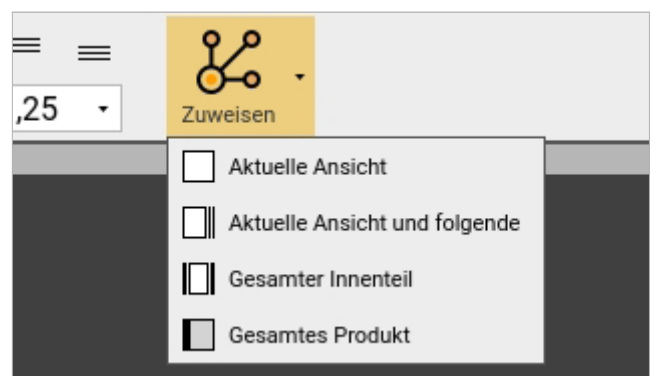 ,25
Zuweisen
Aktuelle Ansicht
Aktuelle Ansicht und folgende
Gesamter Innenteil
Gesamtes Produkt